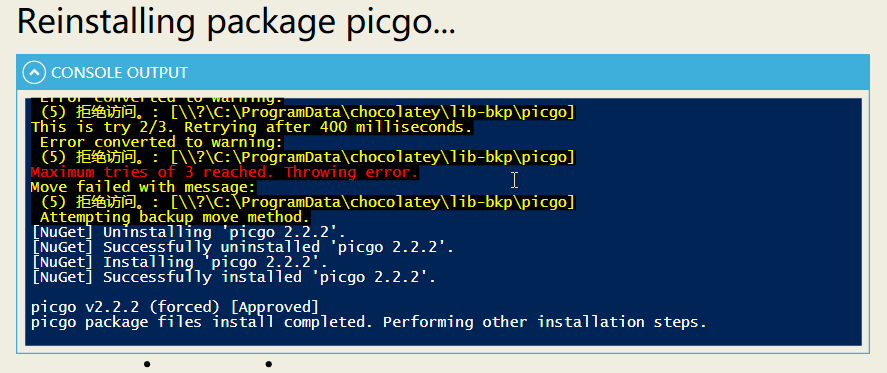 Reinstalling package picgo...
CONSOLE OUTPUT
Error converted to warning:
(5) 拒绝访问。: [\\?\C:\ProgramData\chocolatey\lib-bkp\picgo]
This is try 2/3. Retrying after 400 milliseconds.
Error converted to warning:
(5) 拒绝访问。: [\\?\C:\ProgramData\chocolatey\lib-bkp\picgo]
Maximum tries of 3 reached. Throwing error.
Move failed with message:
(5) 拒绝访问。: [\\?\C:\ProgramData\chocolatey\lib-bkp\picgo]
Attempting backup move method.
[NuGet] Uninstalling 'picgo 2.2.2'.
[NuGet] Successfully uninstalled 'picgo 2.2.2'.
[NuGet] Installing 'picgo 2.2.2'.
[NuGet] Successfully installed 'picgo 2.2.2'.
picgo v2.2.2 (forced) [Approved]
picgo package files install completed. Performing other installation steps.